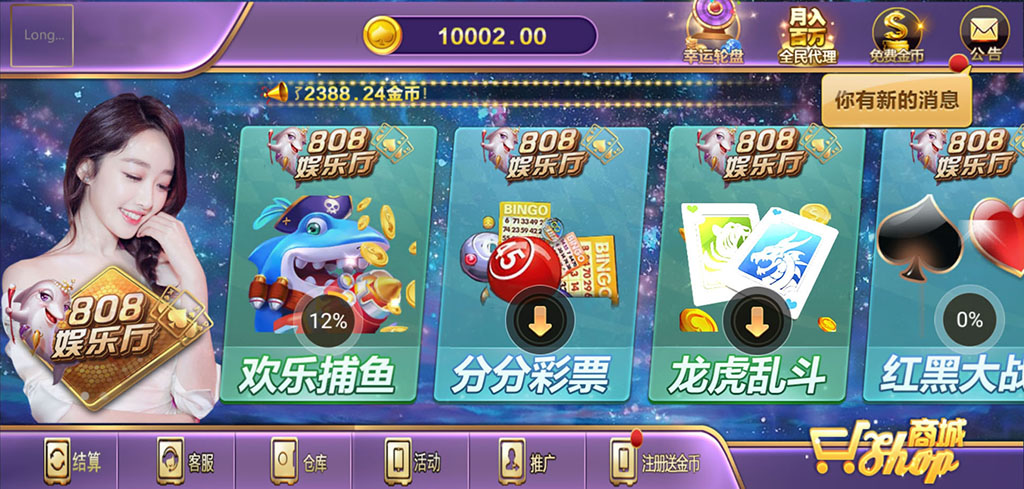 Long...
10002.00
幸运轮盘
月入
百万
全民代理
$
免费金币
公告
2388.24金币!
你有新的消息
808
娱乐厅
808
娱乐厅
808
娱乐厅
808
娱乐厅
808
娱乐厅
BINGO
15
BINGO
12%
0%
欢乐捕鱼
分分彩票
龙虎乱斗
红黑大战
结算
客服
仓库
活动
推广
注册送金币
商城
Shop